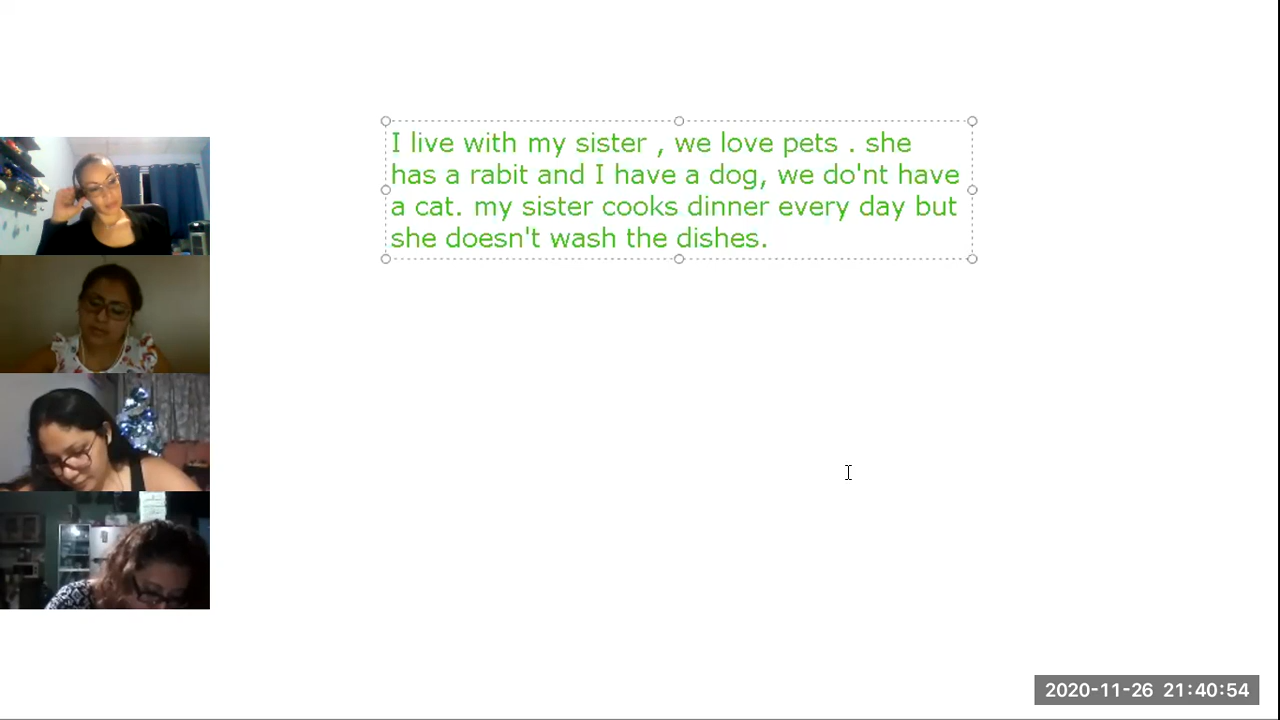 I live with my sister , we love pets . she
has a rabit and I have a dog, we do'nt have
a cat. my sister cooks dinner every day but
she doesn't wash the dishes.
2020-11-26 21:40:54